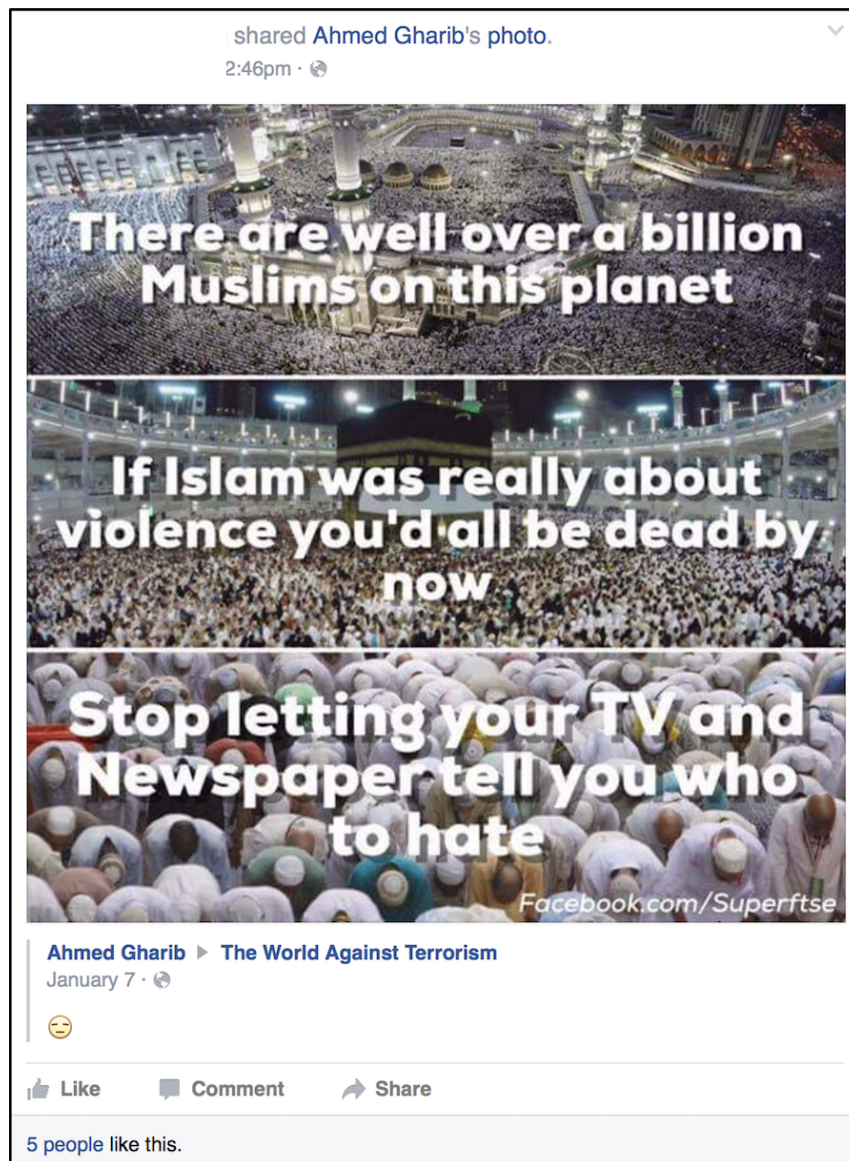 shared Ahmed Gharib's photo.
2:46pm ·
There are well over a billion
Muslims on this planet
If Islam was really about
violence you'd all be dead by
now
Stop letting your TV and
Newspaper tell you who
to hate
Facebook.com/Superftse
Ahmed Gharib ▶ The World Against Terrorism
January 7 ·
Like Comment Share
5 people like this.